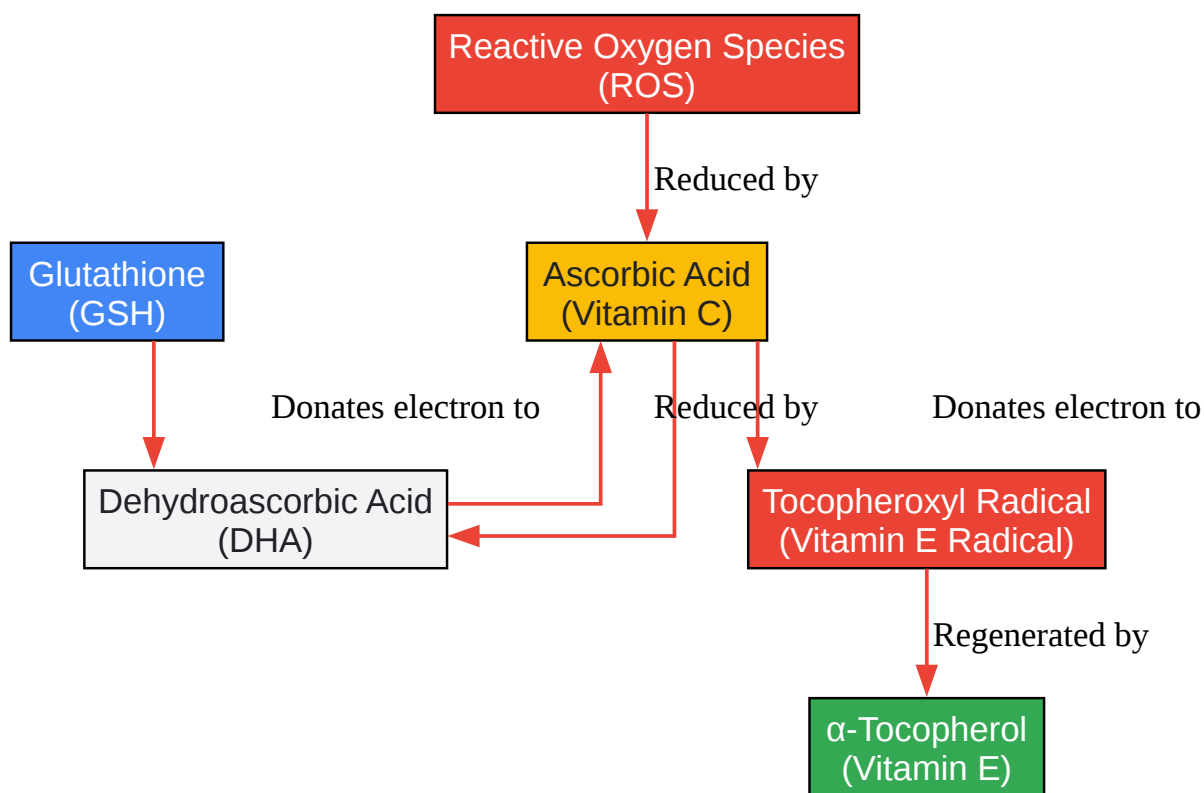 Reactive Oxygen Species
(ROS)
Reduced by
Glutathione
(GSH)
Ascorbic Acid
(Vitamin C)
Donates electron to
Reduced by
Donates electron to
Dehydroascorbic Acid
(DHA)
Tocopheroxyl Radical
(Vitamin E Radical)
Regenerated by
α-Tocopherol
(Vitamin E)